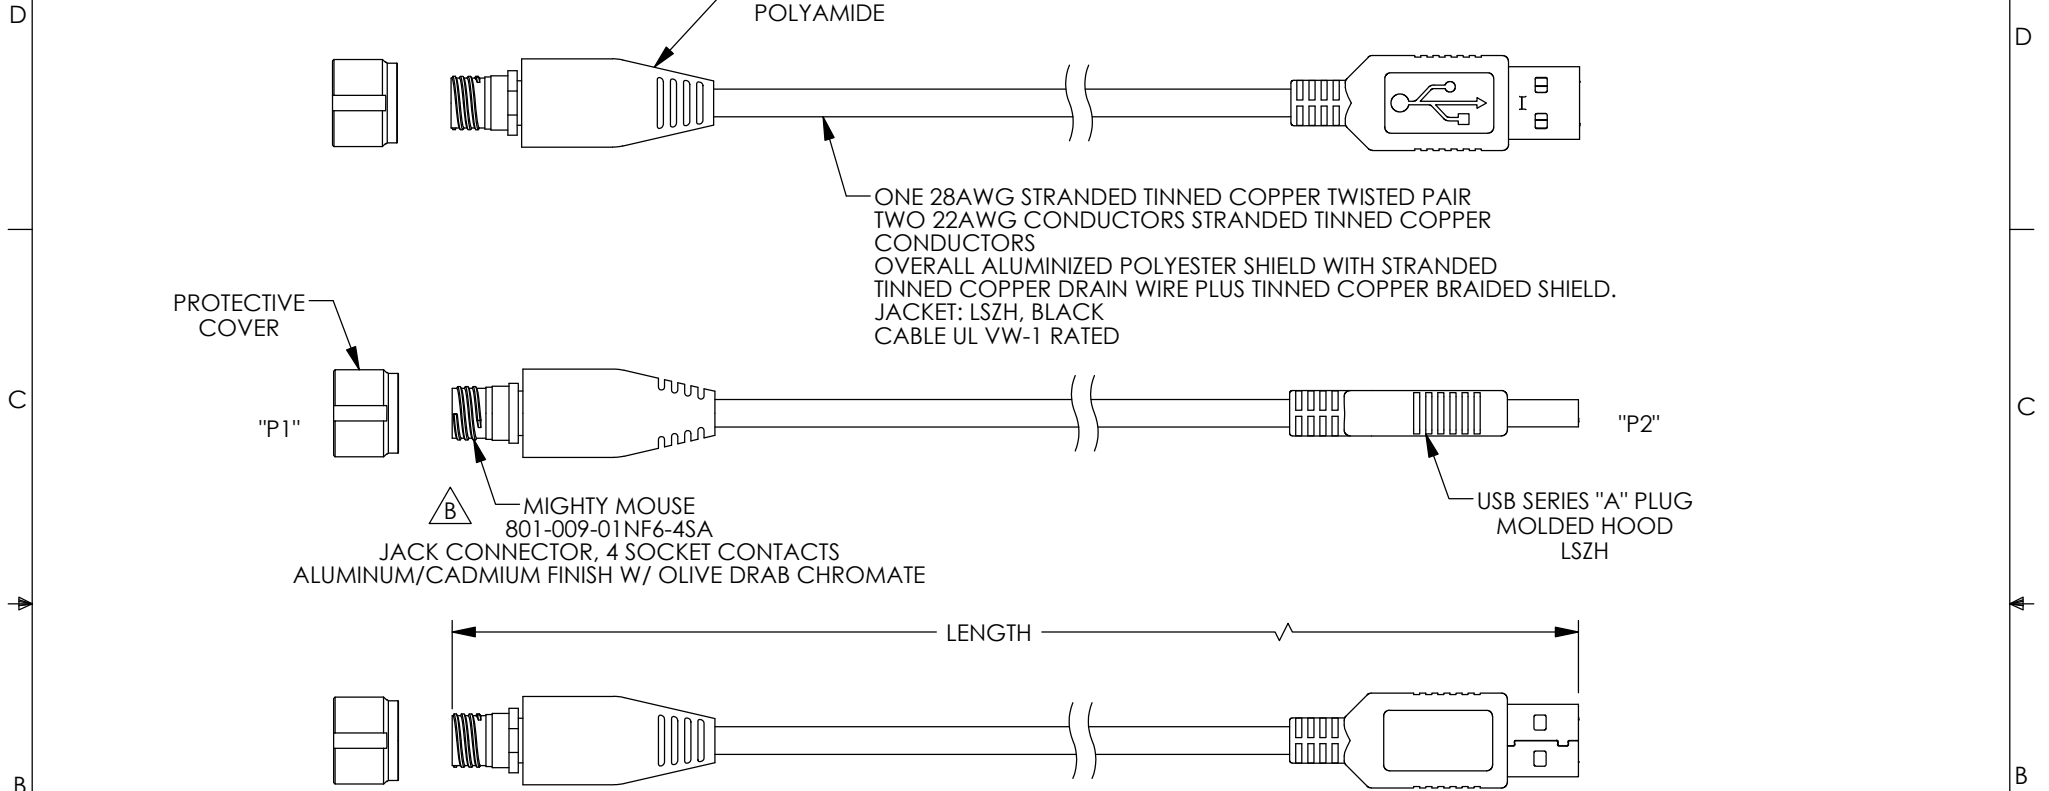 D
POLYAMIDE
D
ONE 28AWG STRANDED TINNED COPPER TWISTED PAIR
TWO 22AWG CONDUCTORS STRANDED TINNED COPPER
CONDUCTORS
OVERALL ALUMINIZED POLYESTER SHIELD WITH STRANDED
TINNED COPPER DRAIN WIRE PLUS TINNED COPPER BRAIDED SHIELD.
JACKET: LSZH, BLACK
CABLE UL VW-1 RATED
PROTECTIVE
COVER
C
"P1"
"P2"
C
B
MIGHTY MOUSE
801-009-01NF6-4SA
JACK CONNECTOR, 4 SOCKET CONTACTS
ALUMINUM/CADMIUM FINISH W/ OLIVE DRAB CHROMATE
USB SERIES "A" PLUG
MOLDED HOOD
LSZH
LENGTH
B
B